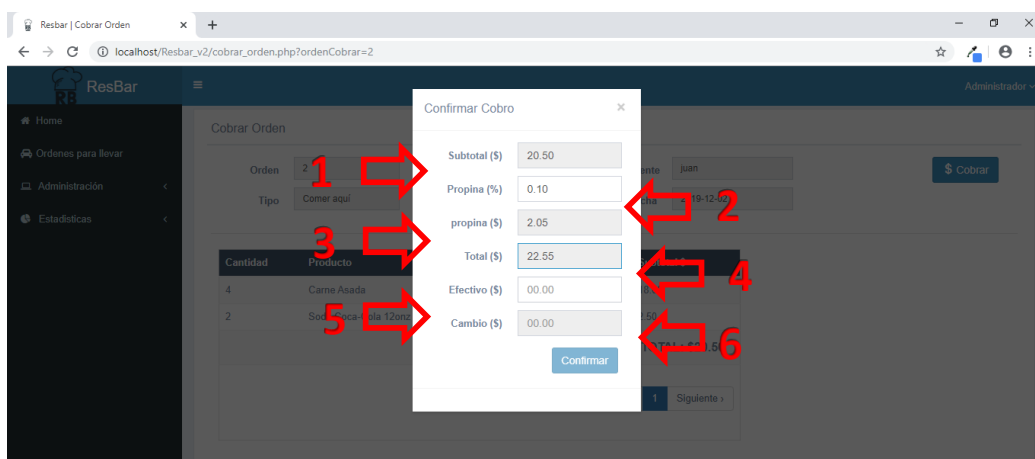 Resbar | Cobrar Orden
localhost/Resbar_v2/cobrar_orden.php?ordenCobrar=2
RB ResBar
Administrador
Home
Ordenes para llevar
Administración
Estadisticas
Cobrar Orden
Orden 2
juan
Tipo Comer aquí
$ Cobrar
Cantidad Producto
4 Carne Asada
2
1 Siguiente ›
Confirmar Cobro ×
Subtotal ($) 20.50
Propina (%) 0.10
propina ($) 2.05
Total ($) 22.55
Efectivo ($) 00.00
Cambio ($) 00.00
Confirmar
1
2
3
4
5
6